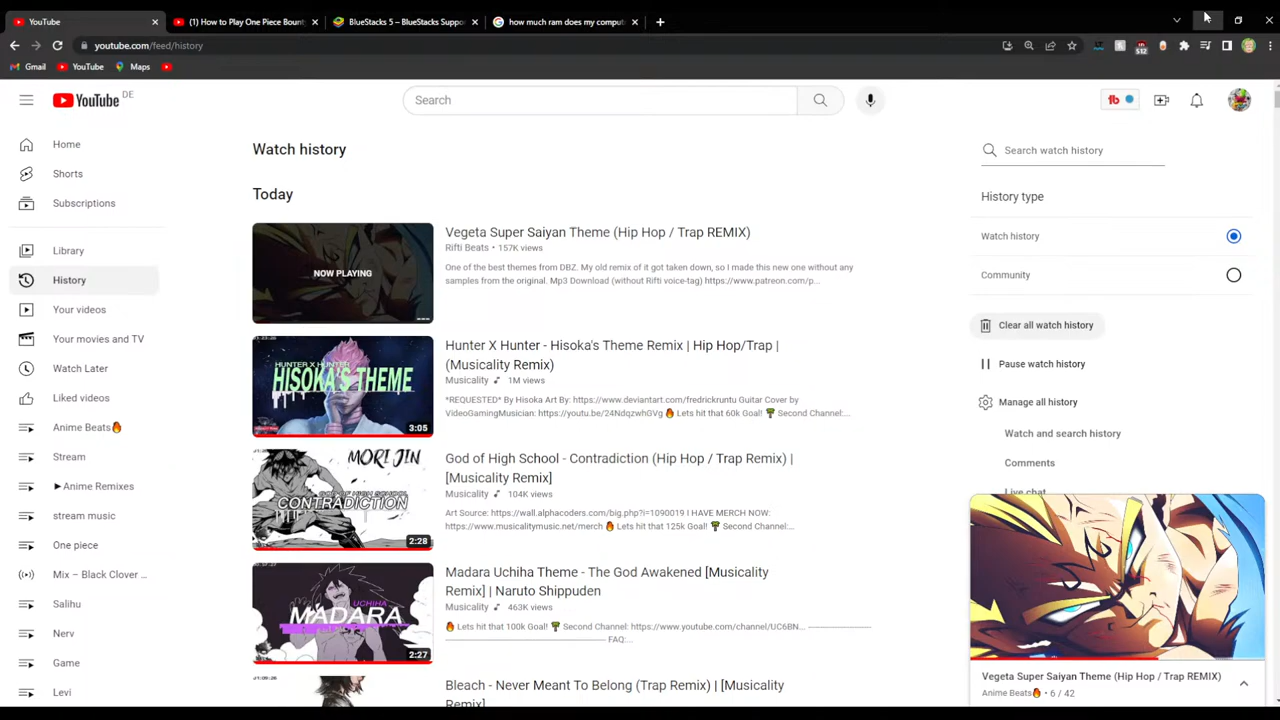 YouTube
(1) How to Play One Piece Bount
BlueStacks 5 – BlueStacks Suppo
how much ram does my comput
youtube.com/feed/history
Gmail
YouTube
Maps
YouTube DE
Search
Home
Shorts
Subscriptions
Library
History
Your videos
Your movies and TV
Watch Later
Liked videos
Anime Beats🔥
Stream
►Anime Remixes
stream music
One piece
Mix – Black Clover ...
Salihu
Nerv
Game
Levi
Watch history
Today
NOW PLAYING
Vegeta Super Saiyan Theme (Hip Hop / Trap REMIX)
Rifti Beats • 157K views
One of the best themes from DBZ. My old remix of it got taken down, so I made this new one without any
samples from the original. Mp3 Download (without Rifti voice-tag) https://www.patreon.com/p...
HUNTER X HUNTER
HISOKA'S THEME
3:05
Hunter X Hunter - Hisoka's Theme Remix | Hip Hop/Trap |
(Musicality Remix)
Musicality 🎵 1M views
*REQUESTED* By Hisoka Art By: https://www.deviantart.com/fredrickruntu Guitar Cover by
VideoGamingMusician: https://youtu.be/24NdqzwhGVg 🔥 Lets hit that 60k Goal! 🌳 Second Channel:...
MORI JIN
GOD OF HIGH SCHOOL
CONTRADICTION
2:28
God of High School - Contradiction (Hip Hop / Trap Remix) |
[Musicality Remix]
Musicality 🎵 104K views
Art Source: https://wall.alphacoders.com/big.php?i=1090019 I HAVE MERCH NOW:
https://www.musicalitymusic.net/merch 🔥 Lets hit that 125k Goal! 🌳 Second Channel:...
UCHIHA
MADARA
2:27
Madara Uchiha Theme - The God Awakened [Musicality
Remix] | Naruto Shippuden
Musicality 🎵 463K views
🔥 Lets hit that 100k Goal! 🌳 Second Channel: https://www.youtube.com/channel/UC6BN... --------------------
-------------------------------------------------- FAQ:...
Bleach - Never Meant To Belong (Trap Remix) | [Musicality
Remix]
Search watch history
History type
Watch history
Community
Clear all watch history
Pause watch history
Manage all history
Watch and search history
Comments
Live chat
Vegeta Super Saiyan Theme (Hip Hop / Trap REMIX)
Anime Beats🔥 • 6 / 42